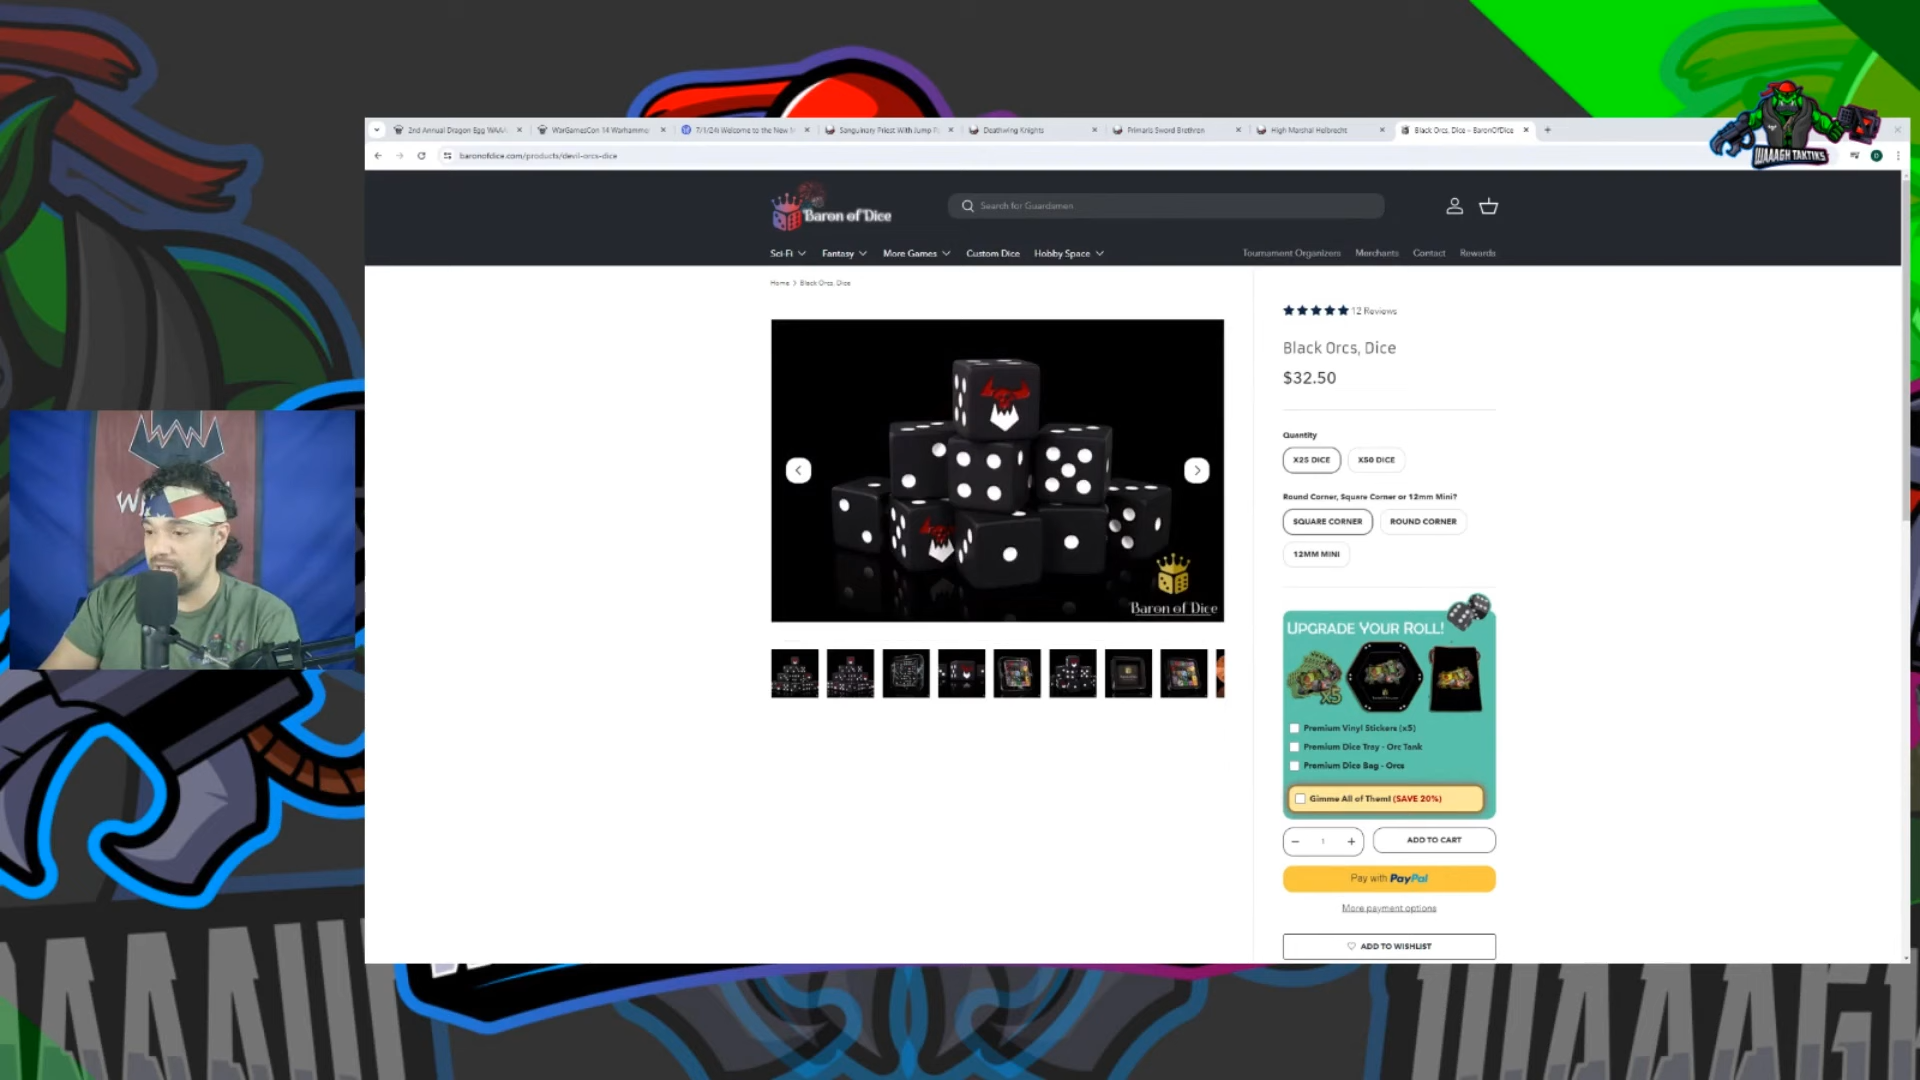 2nd Annual Dragon Egg WAAA
WarGamesCon 14 Warhammer
7/1/24) Welcome to the New
Sanguinary Priest With Jump P
Deathwing Knights
Primaris Sword Brethren
High Marshal Helbrecht
Black Orcs, Dice – BaronOfDice
WAAAGH TAKTIKS
baronofdice.com/products/devil-orcs-dice
Baron of Dice
Search for Guardsmen
Sci-Fi
Fantasy
More Games
Custom Dice
Hobby Space
Tournament Organizers
Merchants
Contact
Rewards
Home > Black Orcs, Dice
12 Reviews
Black Orcs, Dice
$32.50
Quantity
X25 DICE
X50 DICE
Round Corner, Square Corner or 12mm Mini?
SQUARE CORNER
ROUND CORNER
12MM MINI
Baron of Dice
UPGRADE YOUR ROLL!
X5
Premium Vinyl Stickers (x5)
Premium Dice Tray - Orc Tank
Premium Dice Bag - Orcs
Gimme All of Them! (SAVE 20%)
1
ADD TO CART
Pay with PayPal
More payment options
ADD TO WISHLIST